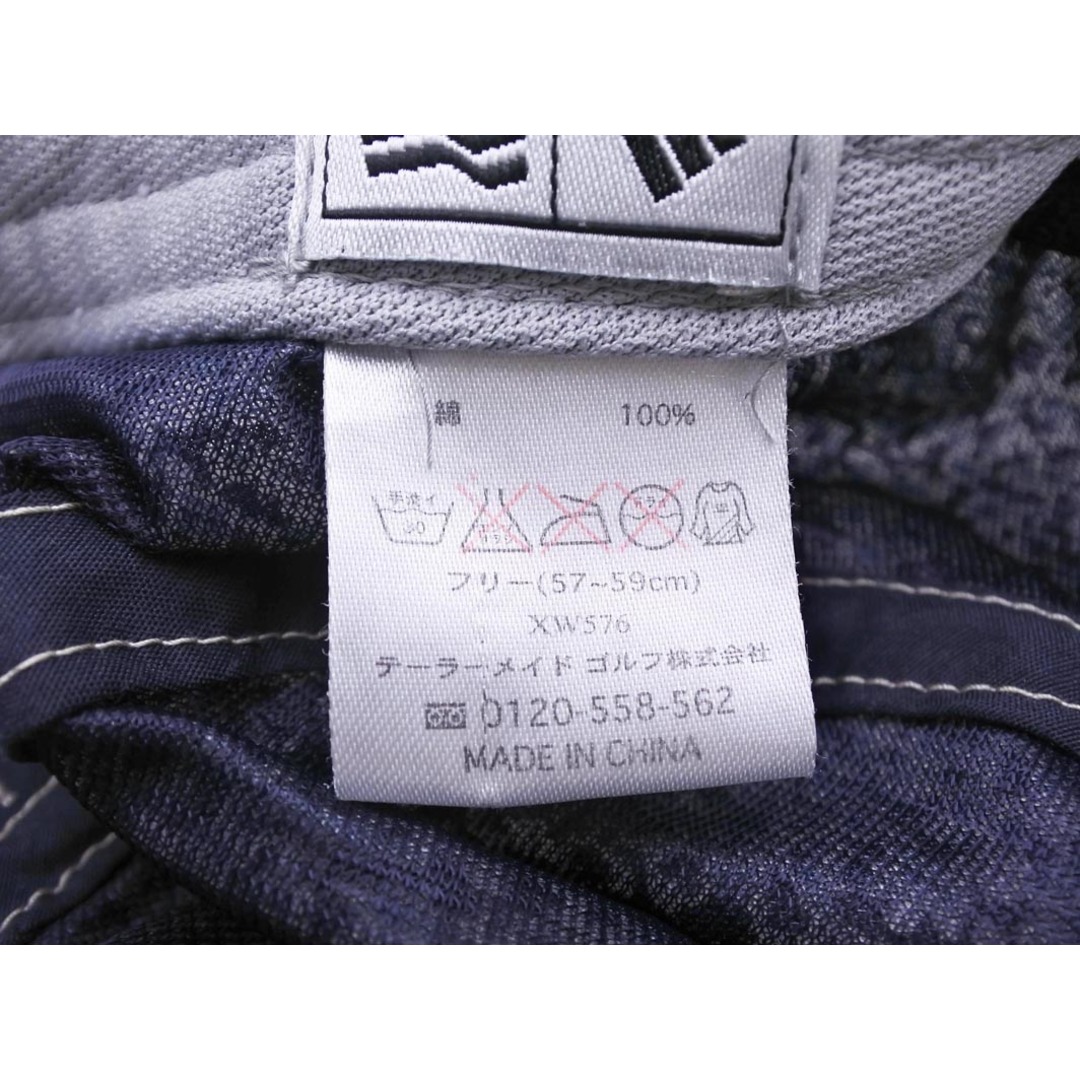 綿 100%
手洗イ
30
フリー(57~59cm)
XW576
テーラーメイド ゴルフ株式会社
0120-558-562
MADE IN CHINA